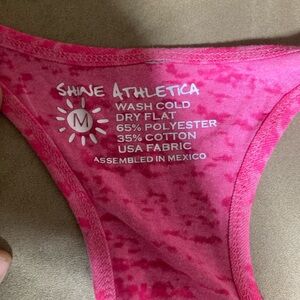 SHINE ATHLETICA
M
WASH COLD
DRY FLAT
65% POLYESTER
35% COTTON
USA FABRIC
ASSEMBLED IN MEXICO